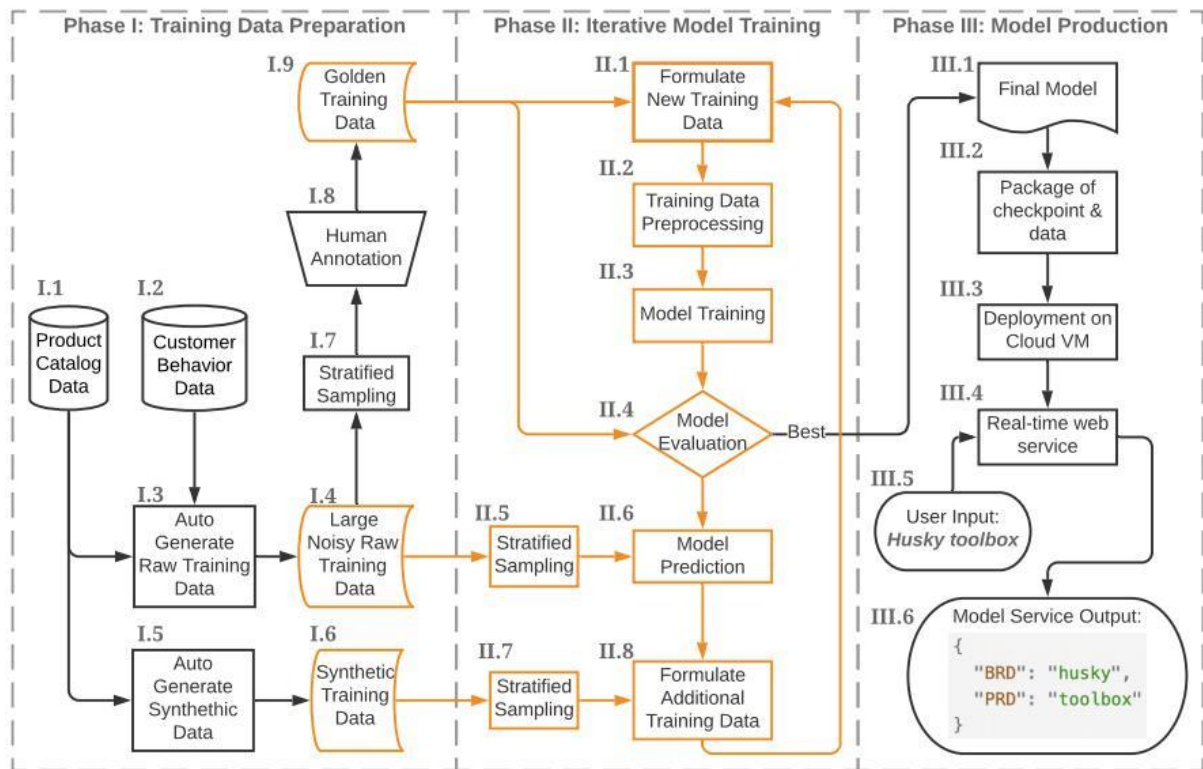 Phase I: Training Data Preparation
I.9
Golden
Training
Data
I.8
Human
Annotation
I.1
Product
Catalog
Data
I.2
Customer
Behavior
Data
I.7
Stratified
Sampling
I.3
Auto
Generate
Raw Training
Data
I.4
Large
Noisy Raw
Training
Data
I.5
Auto
Generate
Synthethic
Data
I.6
Synthetic
Training
Data
Phase II: Iterative Model Training
II.1
Formulate
New Training
Data
II.2
Training Data
Preprocessing
II.3
Model Training
II.4
Model
Evaluation
Best
II.5
Stratified
Sampling
II.6
Model
Prediction
II.7
Stratified
Sampling
II.8
Formulate
Additional
Training Data
Phase III: Model Production
III.1
Final Model
III.2
Package of
checkpoint &
data
III.3
Deployment on
Cloud VM
III.4
Real-time web
service
III.5
User Input:
Husky toolbox
III.6
Model Service Output:
{
"BRD": "husky",
"PRD": "toolbox"
}